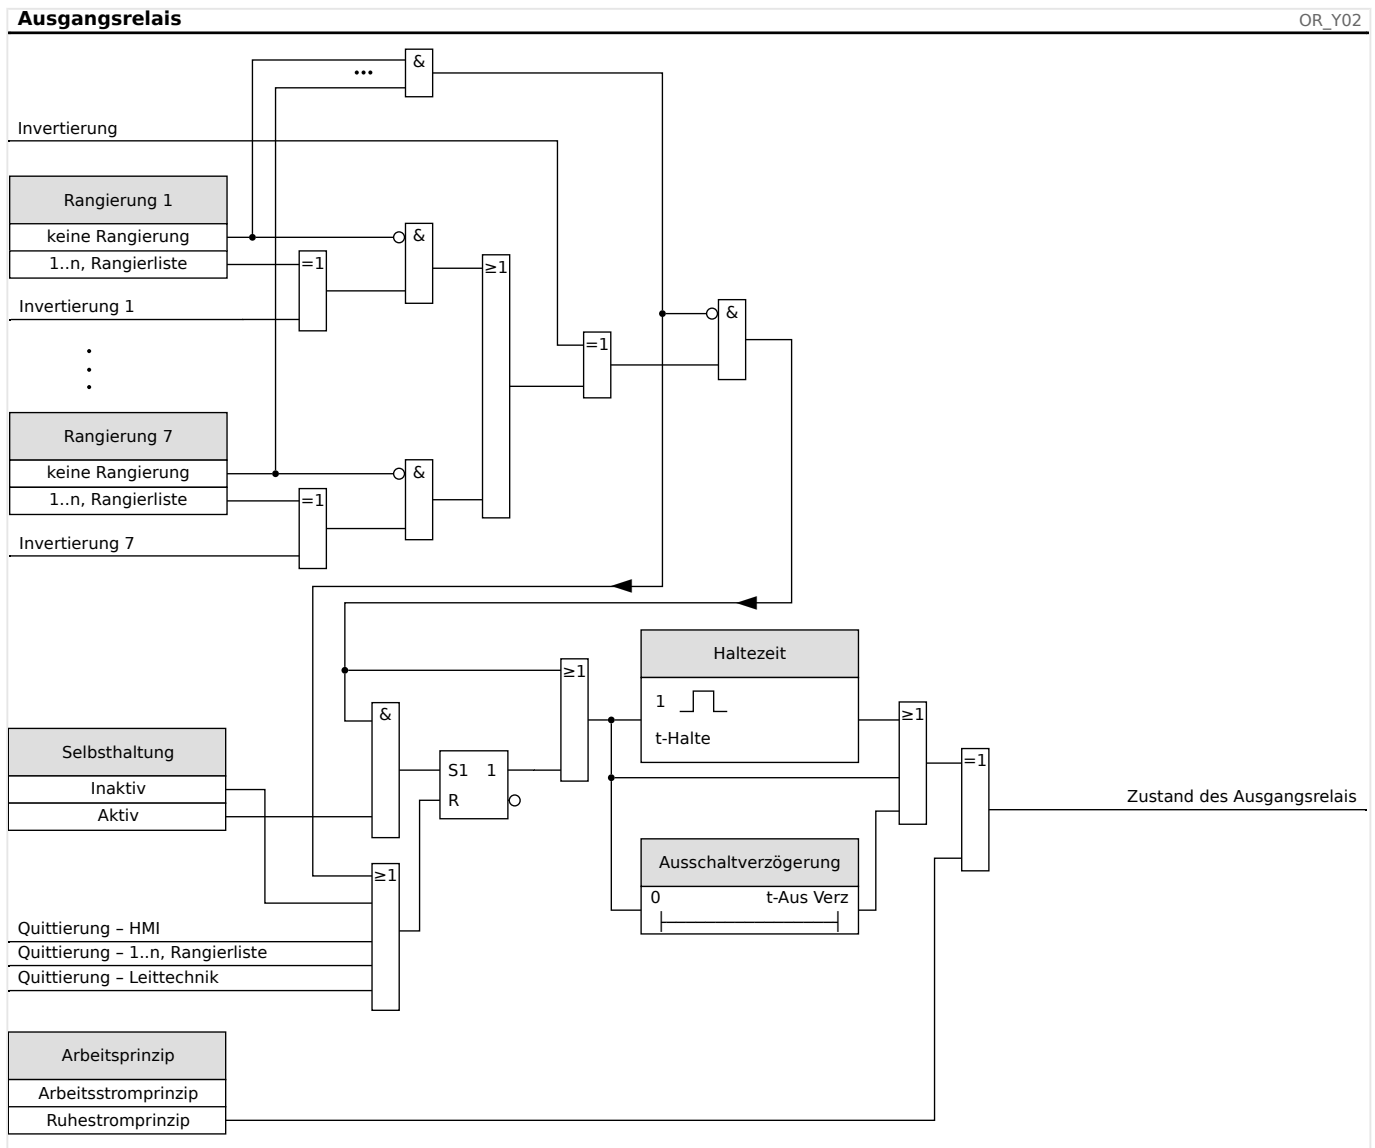 Ausgangsrelais
OR_Y02
&
•••
Invertierung
Rangierung 1
keine Rangierung
&
1..n, Rangierliste
=1
≥1
Invertierung 1
&
=1
Rangierung 7
keine Rangierung
&
1..n, Rangierliste
=1
Invertierung 7
Haltezeit
≥1
1
t-Halte
&
≥1
Selbsthaltung
=1
S1 1
Inaktiv
R
Zustand des Ausgangsrelais
Aktiv
Ausschaltverzögerung
≥1
0 t-Aus Verz
Quittierung – HMI
Quittierung – 1..n, Rangierliste
Quittierung – Leittechnik
Arbeitsprinzip
Arbeitsstromprinzip
Ruhestromprinzip